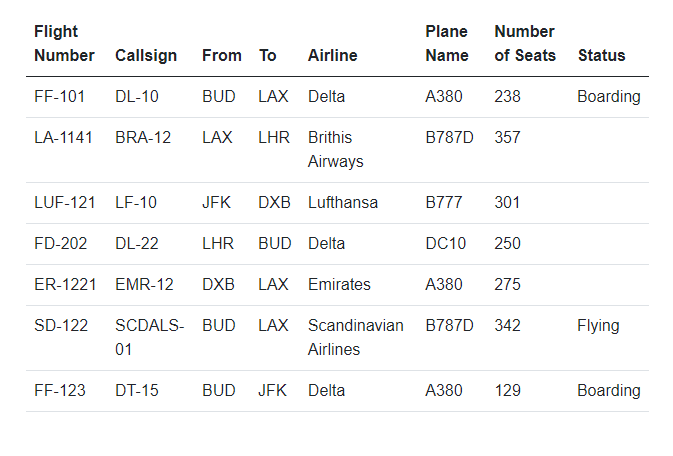 Flight Number Callsign From To Airline Plane Name Number of Seats Status
FF-101 DL-10 BUD LAX Delta A380 238 Boarding
LA-1141 BRA-12 LAX LHR Brithis Airways B787D 357
LUF-121 LF-10 JFK DXB Lufthansa B777 301
FD-202 DL-22 LHR BUD Delta DC10 250
ER-1221 EMR-12 DXB LAX Emirates A380 275
SD-122 SCDALS-01 BUD LAX Scandinavian Airlines B787D 342 Flying
FF-123 DT-15 BUD JFK Delta A380 129 Boarding